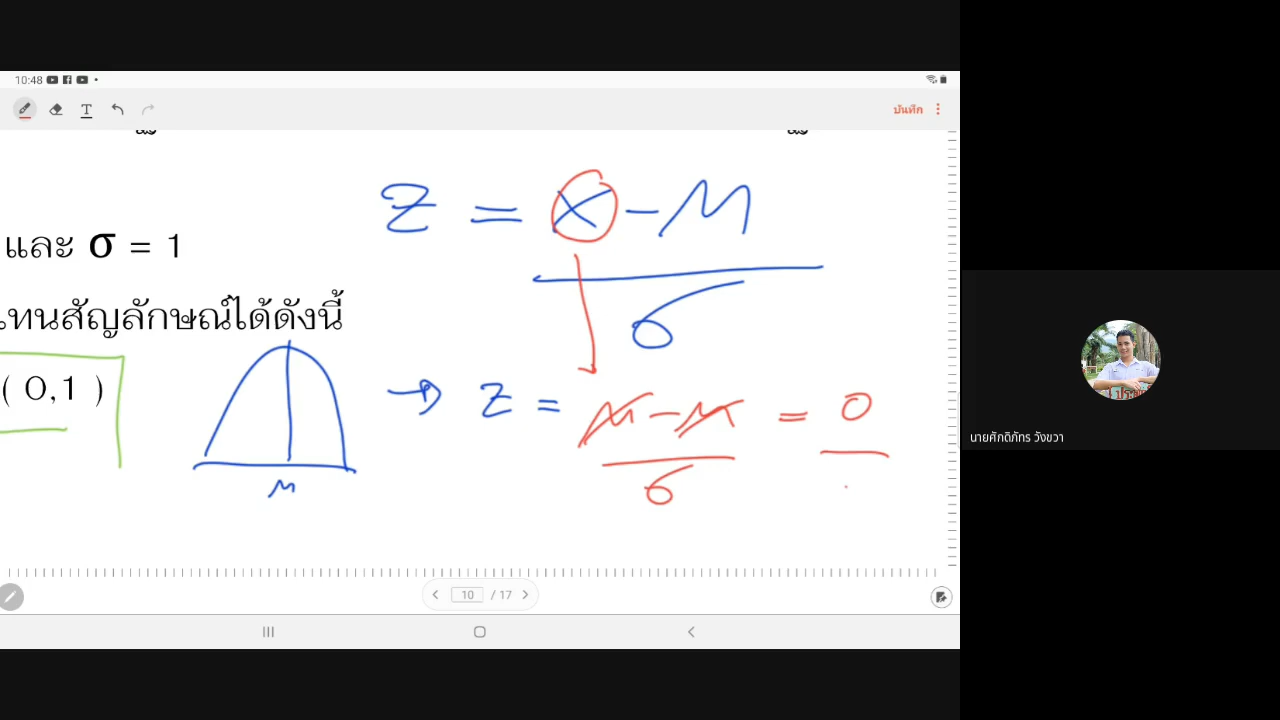 10:48
T
บันทึก
Z = X - M
และ σ = 1
σ
แทนสัญลักษณ์ได้ดังนี้
( 0,1 )
→ Z = M - M = 0
σ
M
นายศักดิภัทร วังขวา
10 / 17